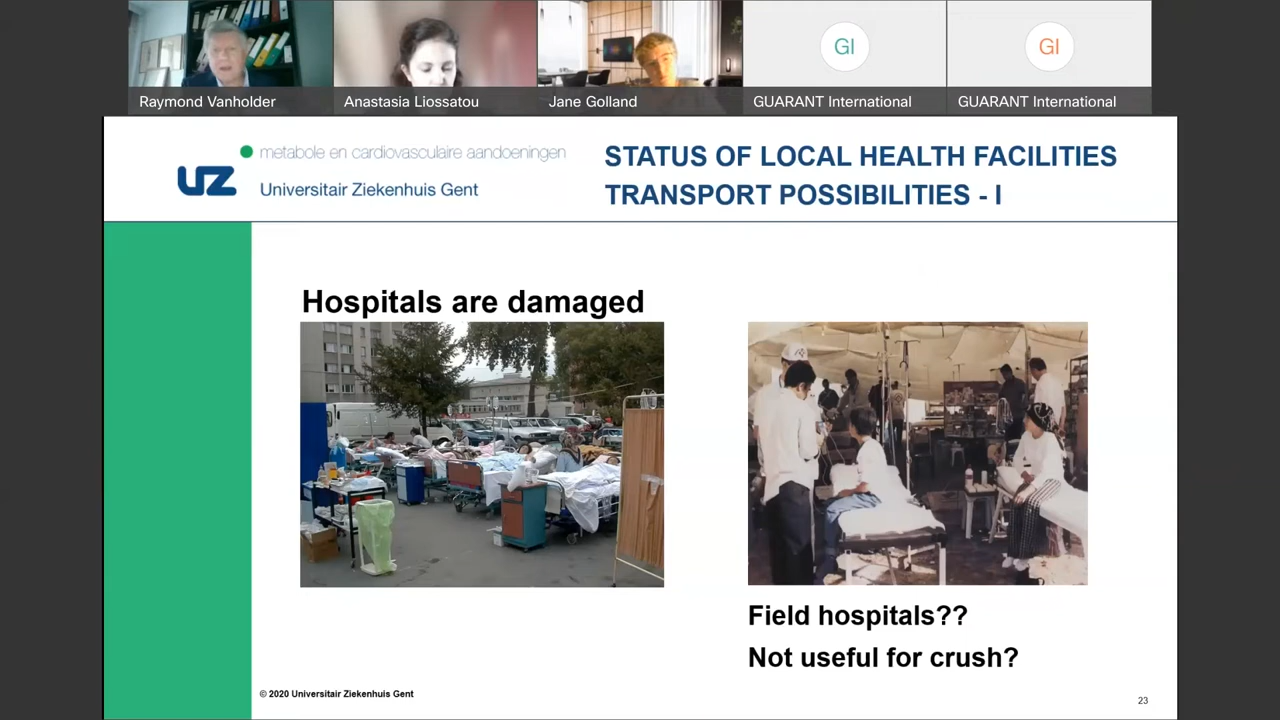 GI
GI
Raymond Vanholder
Anastasia Liossatou
Jane Golland
GUARANT International
GUARANT International
metabole en cardiovasculaire aandoeningen
UZ
Universitair Ziekenhuis Gent
STATUS OF LOCAL HEALTH FACILITIES
TRANSPORT POSSIBILITIES - I
Hospitals are damaged
Field hospitals??
Not useful for crush?
© 2020 Universitair Ziekenhuis Gent
23